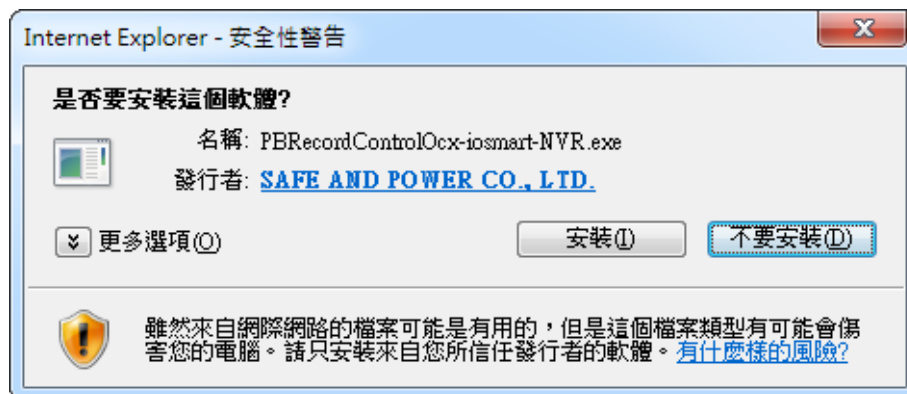 Internet Explorer - 安全性警告
是否要安裝這個軟體?
名稱: PBRecordControlOcx-iosmart-NVR.exe
發行者: SAFE AND POWER CO., LTD.
更多選項(O)
安裝(I)
不要安裝(D)
雖然來自網際網路的檔案可能是有用的，但是這個檔案類型有可能會傷
害您的電腦。請只安裝來自您所信任發行者的軟體。有什麼樣的風險?